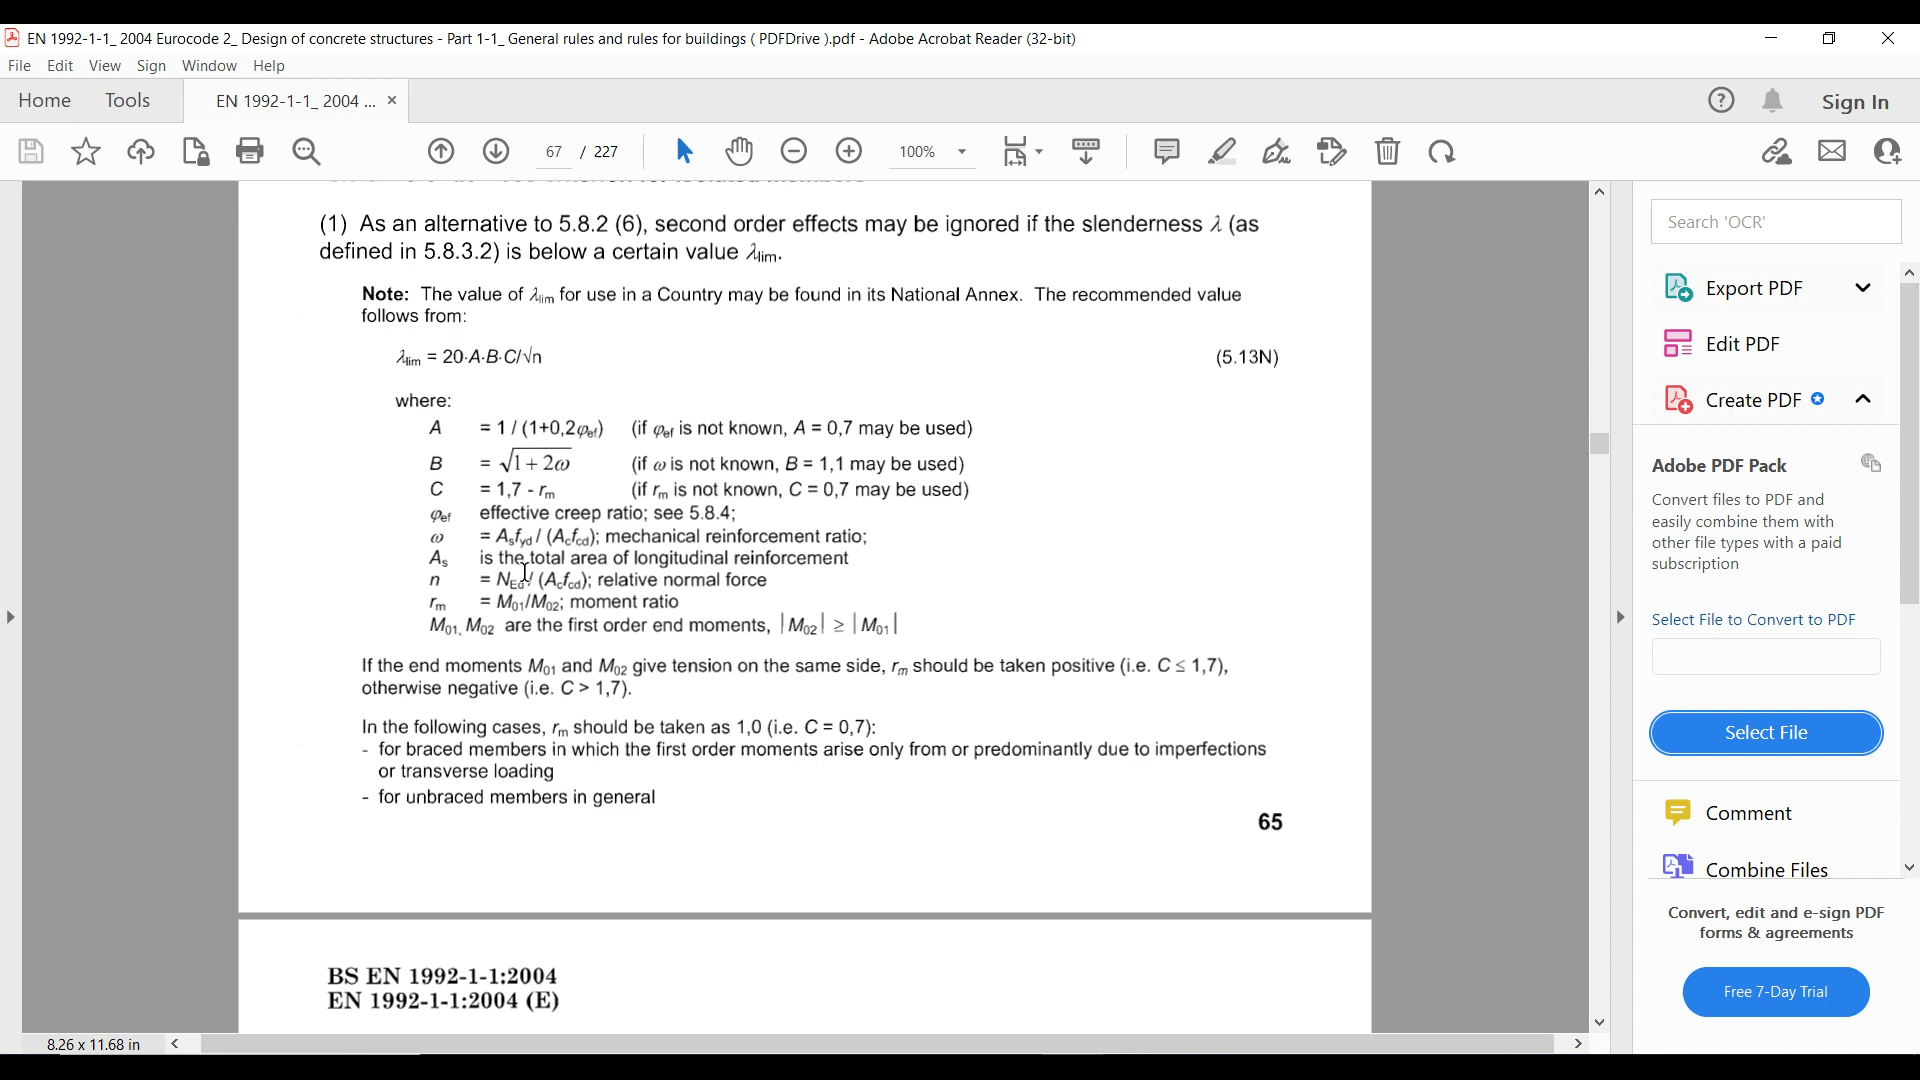 EN 1992-1-1_ 2004 Eurocode 2_ Design of concrete structures - Part 1-1_ General rules and rules for buildings ( PDFDrive ).pdf - Adobe Acrobat Reader (32-bit)
File Edit View Sign Window Help
Home Tools EN 1992-1-1_ 2004 ... × Sign In
67 / 227 100%
(1) As an alternative to 5.8.2 (6), second order effects may be ignored if the slenderness λ (as
defined in 5.8.3.2) is below a certain value λlim.
Note: The value of λlim for use in a Country may be found in its National Annex. The recommended value
follows from:
λlim = 20·A·B·C/√n (5.13N)
where:
A = 1 / (1+0,2φef) (if φef is not known, A = 0,7 may be used)
B = √1 + 2ω (if ω is not known, B = 1,1 may be used)
C = 1,7 - rm (if rm is not known, C = 0,7 may be used)
φef effective creep ratio; see 5.8.4;
ω = Asfyd / (Acfcd); mechanical reinforcement ratio;
As is the total area of longitudinal reinforcement
n = NEd / (Acfcd); relative normal force
rm = M01/M02; moment ratio
M01, M02 are the first order end moments, |M02| ≥ |M01|
If the end moments M01 and M02 give tension on the same side, rm should be taken positive (i.e. C ≤ 1,7),
otherwise negative (i.e. C > 1,7).
In the following cases, rm should be taken as 1,0 (i.e. C = 0,7):
- for braced members in which the first order moments arise only from or predominantly due to imperfections
or transverse loading
- for unbraced members in general
65
BS EN 1992-1-1:2004
EN 1992-1-1:2004 (E)
8.26 x 11.68 in
Search 'OCR'
Export PDF
Edit PDF
Create PDF
Adobe PDF Pack
Convert files to PDF and
easily combine them with
other file types with a paid
subscription
Select File to Convert to PDF
Select File
Comment
Combine Files
Convert, edit and e-sign PDF
forms & agreements
Free 7-Day Trial